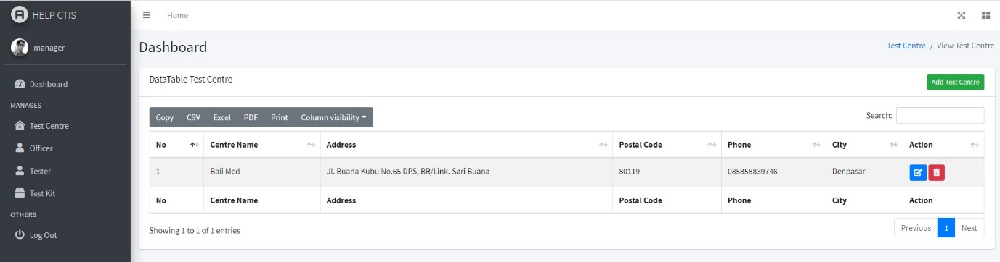 HELP CTIS
Home
manager
Dashboard
Test Centre / View Test Centre
Dashboard
MANAGES
Test Centre
Officer
Tester
Test Kit
OTHERS
Log Out
DataTable Test Centre
Add Test Centre
Copy CSV Excel PDF Print Column visibility
Search:
No Centre Name Address Postal Code Phone City Action
1 Bali Med Jl. Buana Kubu No.65 DPS, BR/Link. Sari Buana 80119 085858839746 Denpasar
No Centre Name Address Postal Code Phone City Action
Showing 1 to 1 of 1 entries
Previous 1 Next